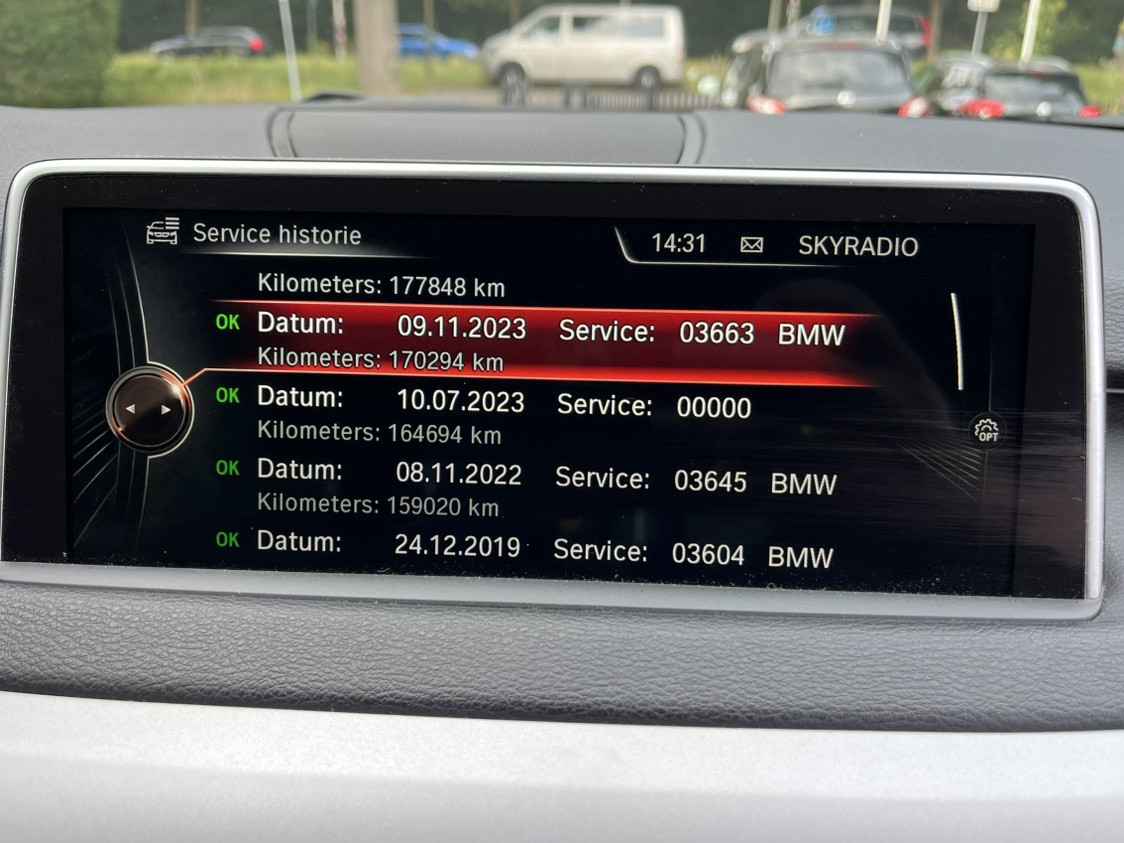 Service historie
14:31 SKYRADIO
Kilometers: 177848 km
OK Datum: 09.11.2023 Service: 03663 BMW
Kilometers: 170294 km
OK Datum: 10.07.2023 Service: 00000
Kilometers: 164694 km
OK Datum: 08.11.2022 Service: 03645 BMW
Kilometers: 159020 km
OK Datum: 24.12.2019 Service: 03604 BMW
OPT